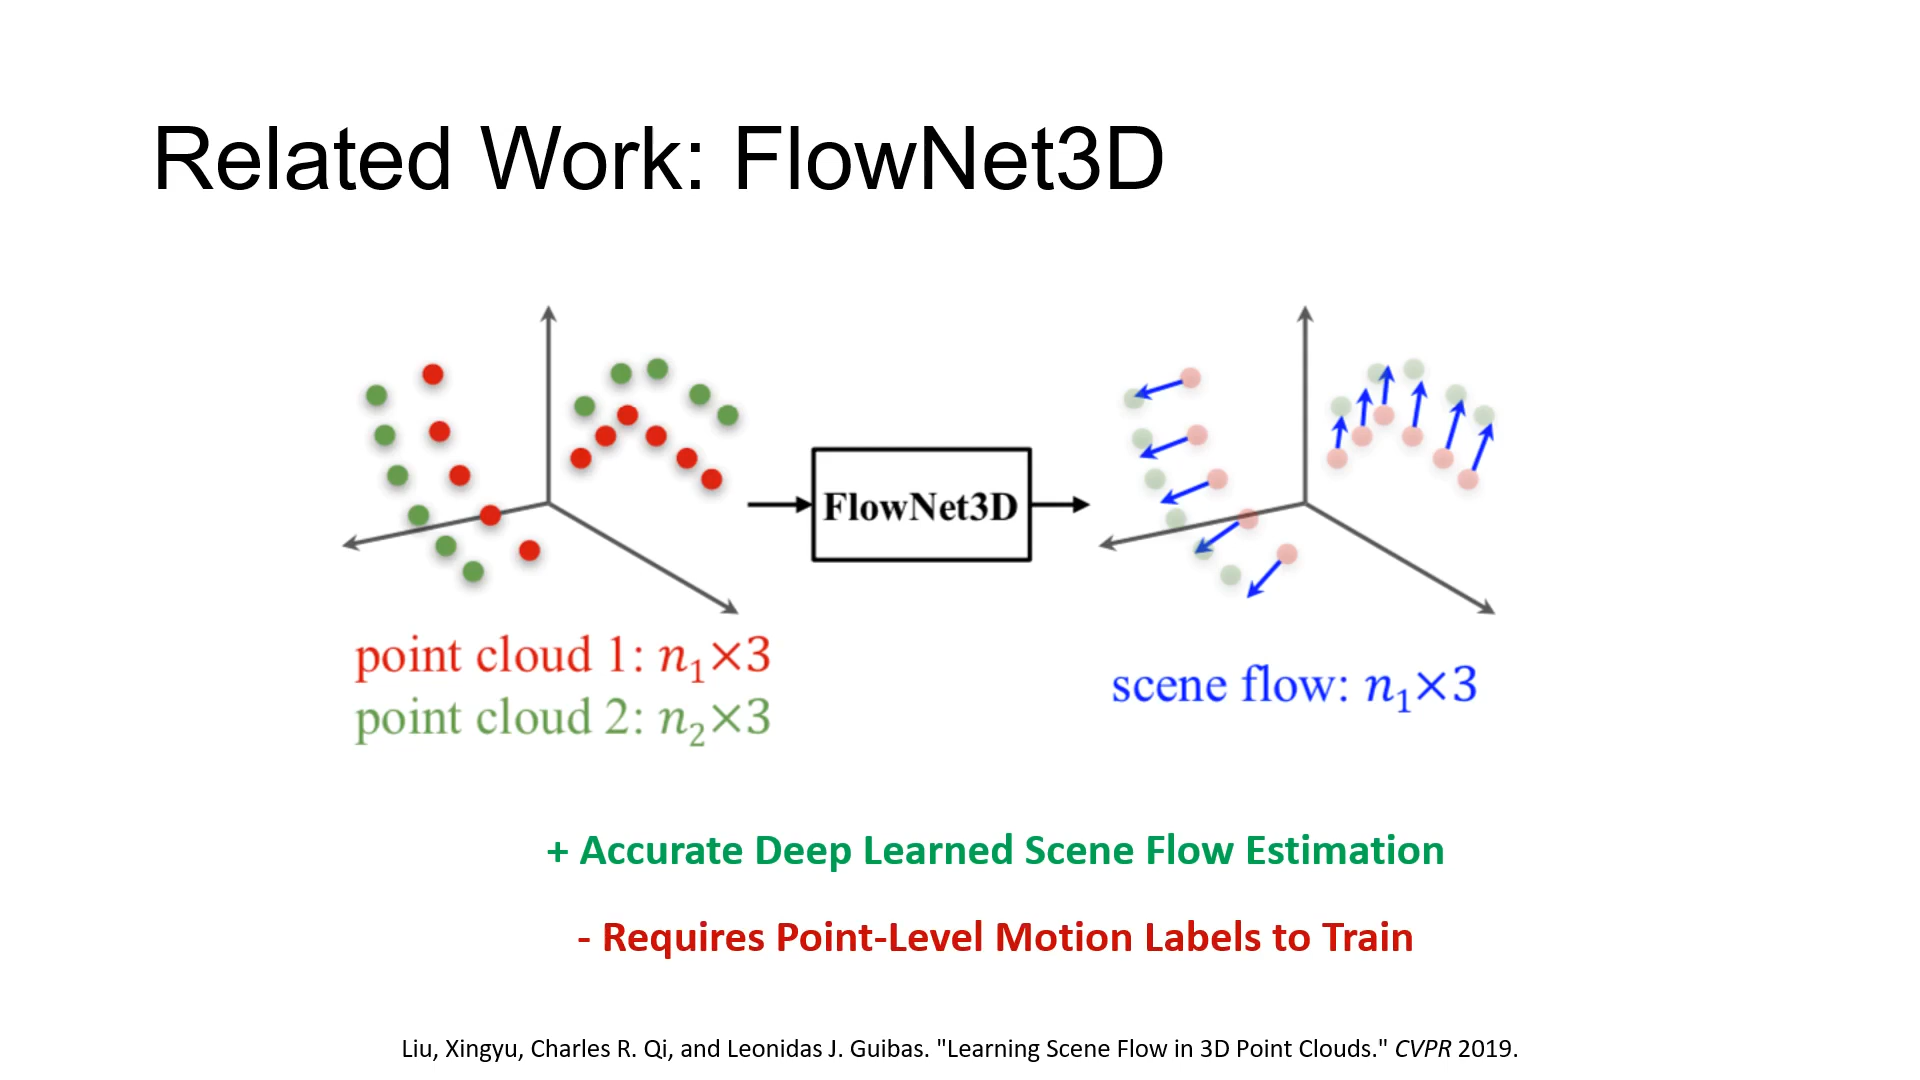 Related Work: FlowNet3D
FlowNet3D
point cloud 1: n₁×3
point cloud 2: n₂×3
scene flow: n₁×3
+ Accurate Deep Learned Scene Flow Estimation
- Requires Point-Level Motion Labels to Train
Liu, Xingyu, Charles R. Qi, and Leonidas J. Guibas. "Learning Scene Flow in 3D Point Clouds." CVPR 2019.